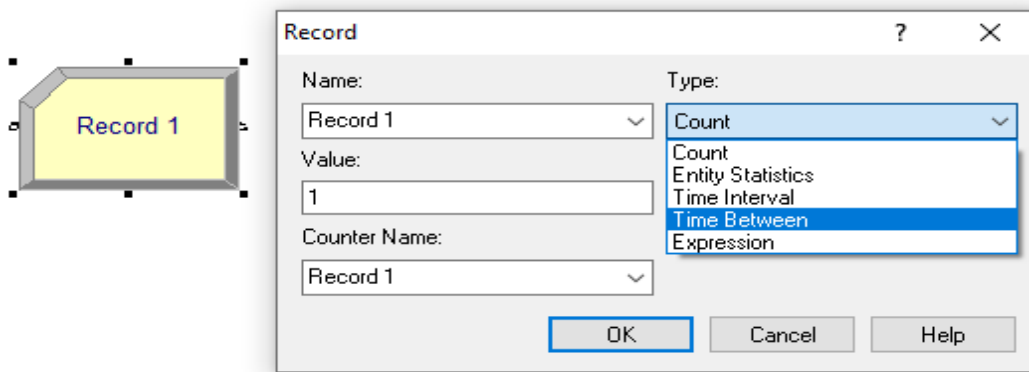 Record 1
Record
?
Name:
Type:
Record 1
Count
Count
Entity Statistics
Time Interval
Time Between
Expression
Value:
1
Counter Name:
Record 1
OK
Cancel
Help